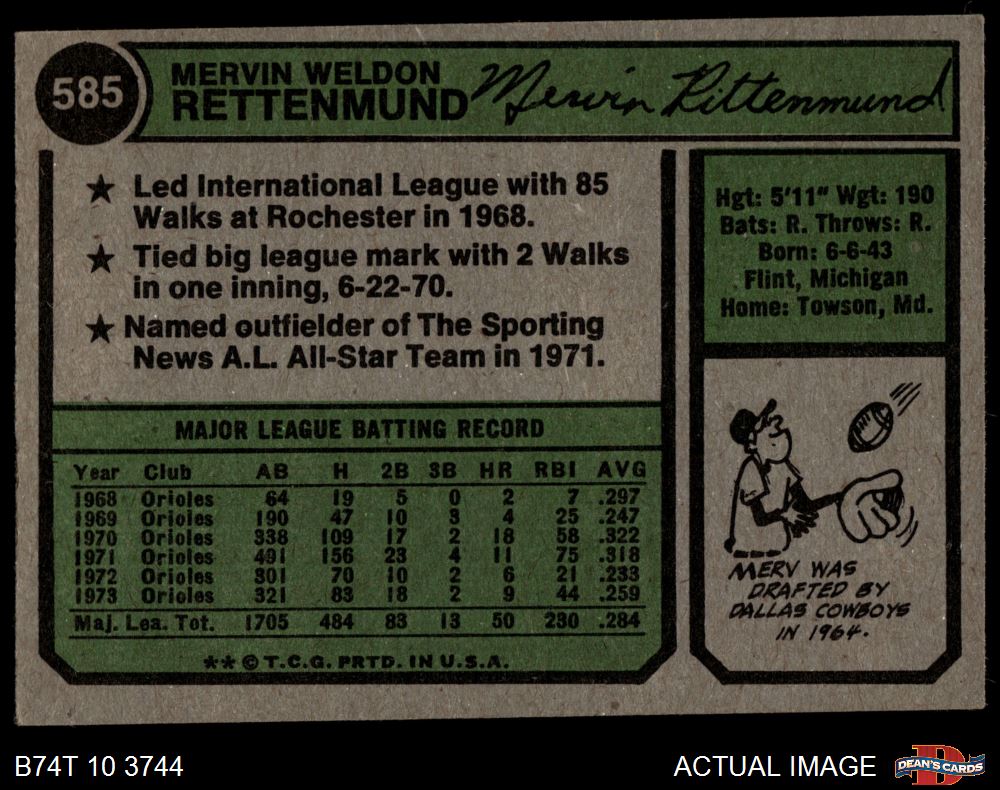 585
MERVIN WELDON
RETTENMUND
Mervin Rettenmund
★ Led International League with 85
Walks at Rochester in 1968.
★ Tied big league mark with 2 Walks
in one inning, 6-22-70.
★ Named outfielder of The Sporting
News A.L. All-Star Team in 1971.
Hgt: 5'11" Wgt: 190
Bats: R. Throws: R.
Born: 6-6-43
Flint, Michigan
Home: Towson, Md.
MAJOR LEAGUE BATTING RECORD
Year Club AB H 2B 3B HR RBI AVG
1968 Orioles 64 19 5 0 2 7 .297
1969 Orioles 190 47 10 3 4 25 .247
1970 Orioles 338 109 17 2 18 58 .322
1971 Orioles 491 156 23 4 11 75 .318
1972 Orioles 301 70 10 2 6 21 .233
1973 Orioles 321 83 18 2 9 44 .259
Maj. Lea. Tot. 1705 484 83 13 50 230 .284
** © T.C.G. PRTD. IN U.S.A.
MERV WAS
DRAFTED BY
DALLAS COWBOYS
IN 1964.
B74T 10 3744
ACTUAL IMAGE
D
DEAN'S CARDS